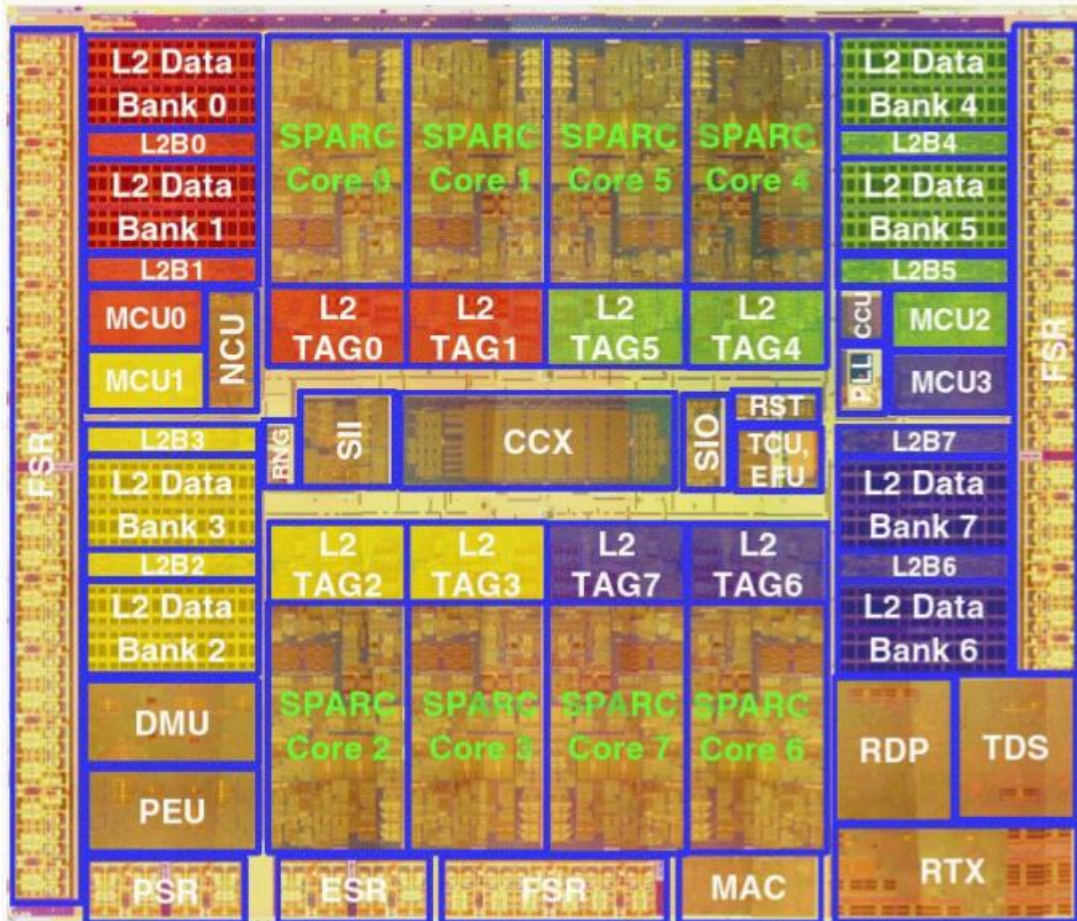 L2 Data
Bank 0
L2B0
L2 Data
Bank 1
L2B1
MCU0
NCU
MCU1
FSR
L2B3
L2 Data
Bank 3
L2B2
L2 Data
Bank 2
DMU
PEU
PSR
SPARC
Core 0
SPARC
Core 1
SPARC
Core 5
SPARC
Core 4
L2
TAG0
L2
TAG1
L2
TAG5
L2
TAG4
RNG
SII
CCX
SIO
RST
TCU,
EFU
L2
TAG2
L2
TAG3
L2
TAG7
L2
TAG6
SPARC
Core 2
SPARC
Core 3
SPARC
Core 7
SPARC
Core 6
ESR
FSR
MAC
L2 Data
Bank 4
L2B4
L2 Data
Bank 5
L2B5
CCU
MCU2
PLL
MCU3
FSR
L2B7
L2 Data
Bank 7
L2B6
L2 Data
Bank 6
RDP
TDS
RTX